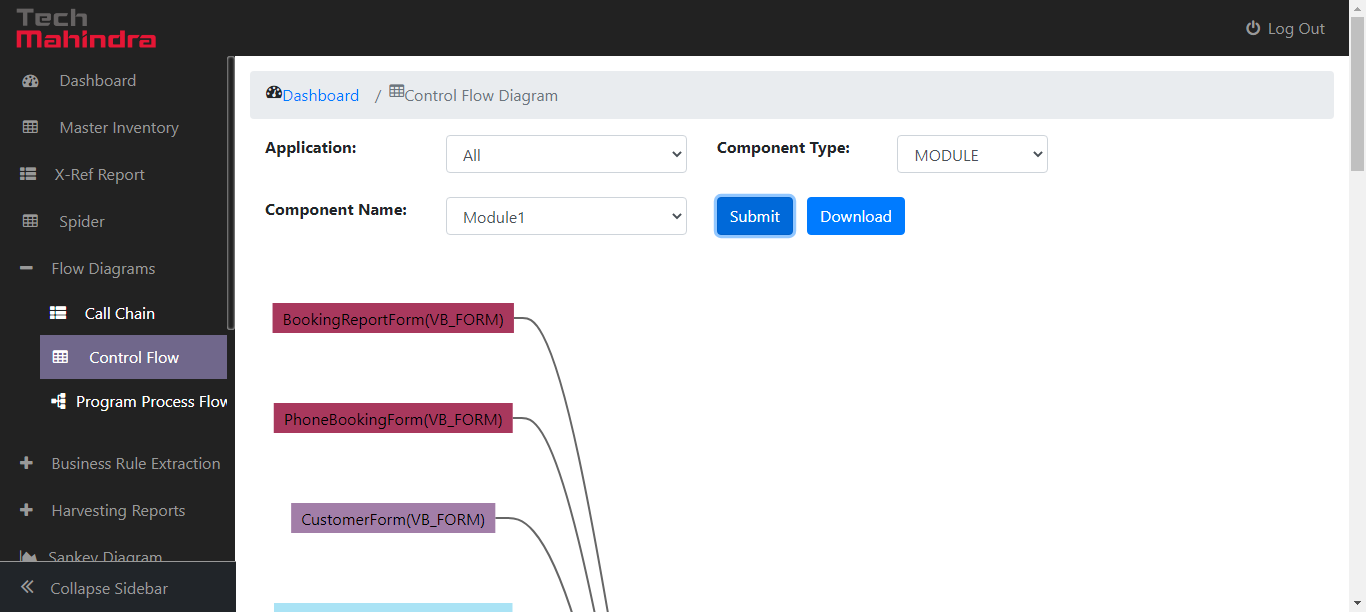 Tech
Mahindra
Log Out
Dashboard
Master Inventory
X-Ref Report
Spider
Flow Diagrams
Call Chain
Control Flow
Program Process Flow
Business Rule Extraction
Harvesting Reports
Sankey Diagram
Collapse Sidebar
Dashboard / Control Flow Diagram
Application: All Component Type: MODULE
Component Name: Module1 Submit Download
BookingReportForm(VB_FORM)
PhoneBookingForm(VB_FORM)
CustomerForm(VB_FORM)